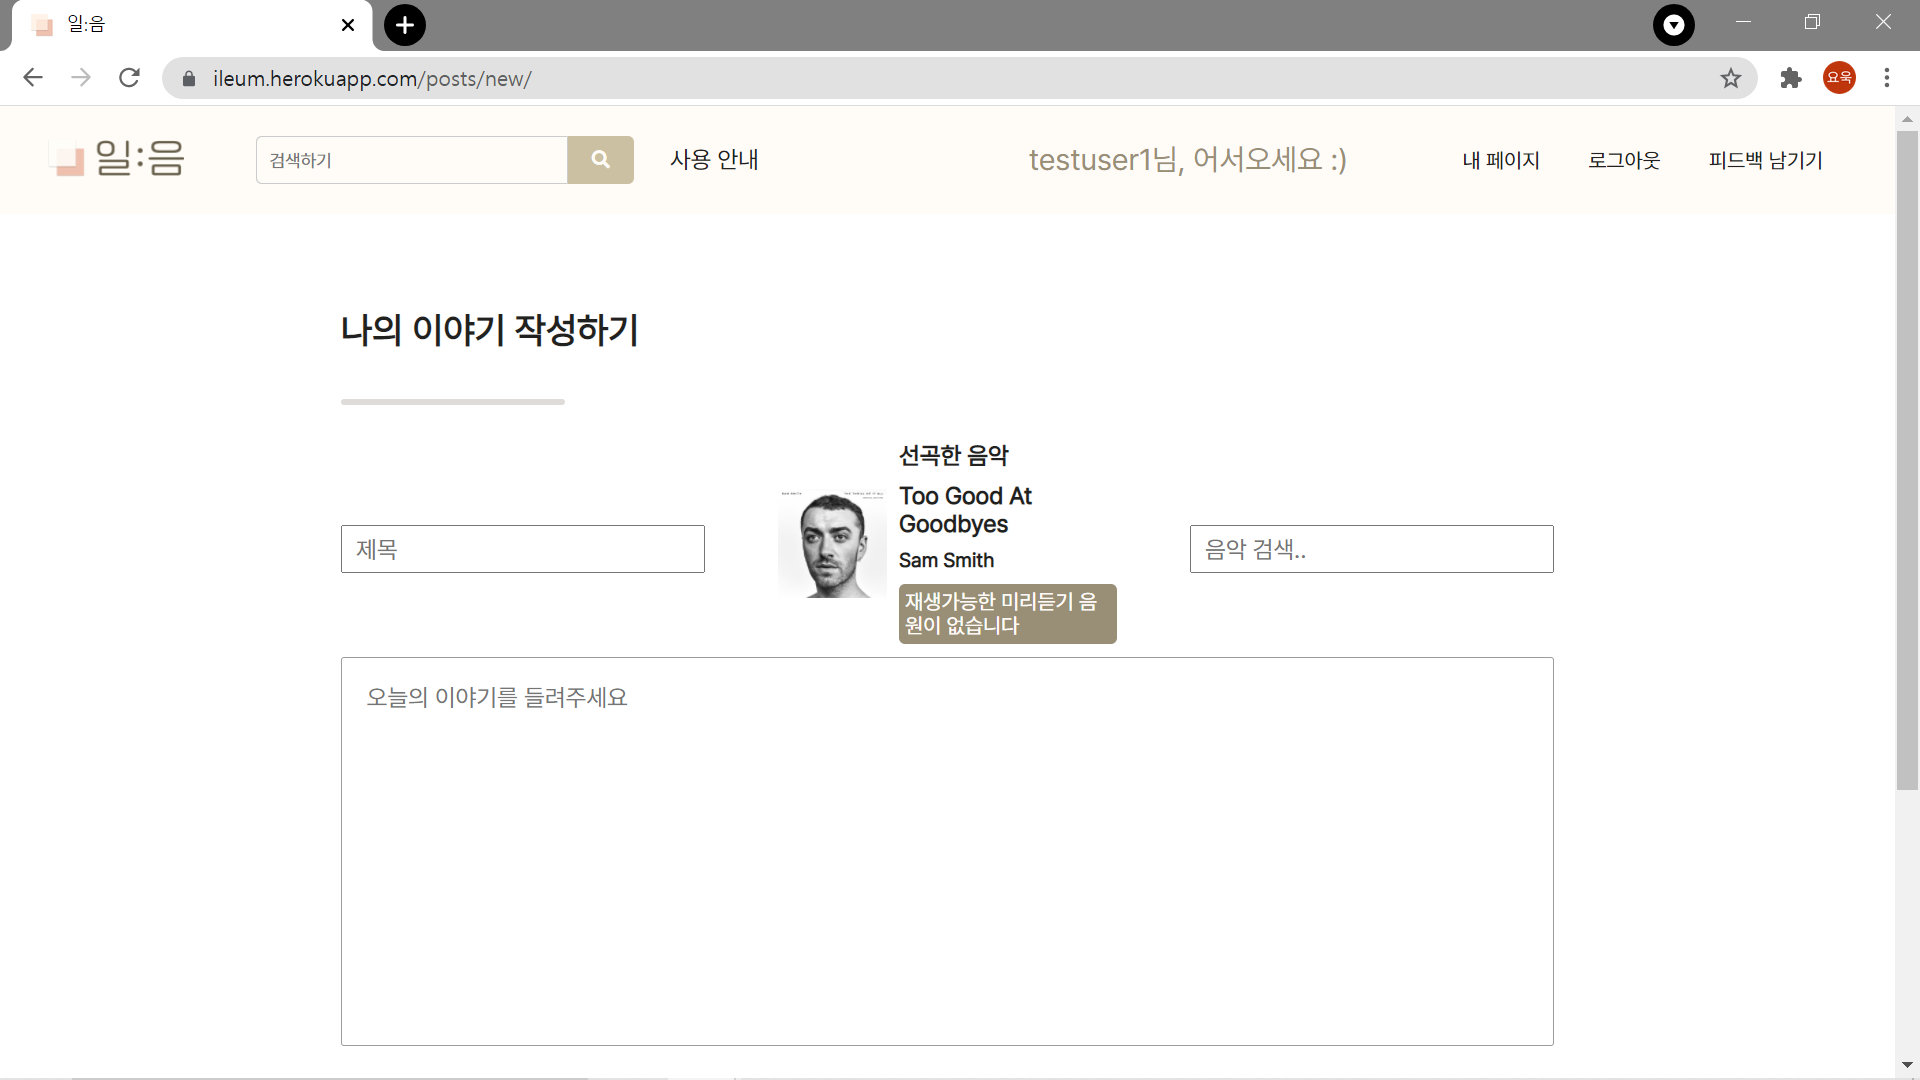 일:음
ileum.herokuapp.com/posts/new/
요욱
일:음
검색하기
사용 안내
testuser1님, 어서오세요 :)
내 페이지
로그아웃
피드백 남기기
나의 이야기 작성하기
제목
선곡한 음악
Too Good At
Goodbyes
Sam Smith
재생가능한 미리듣기 음
원이 없습니다
음악 검색..
오늘의 이야기를 들려주세요